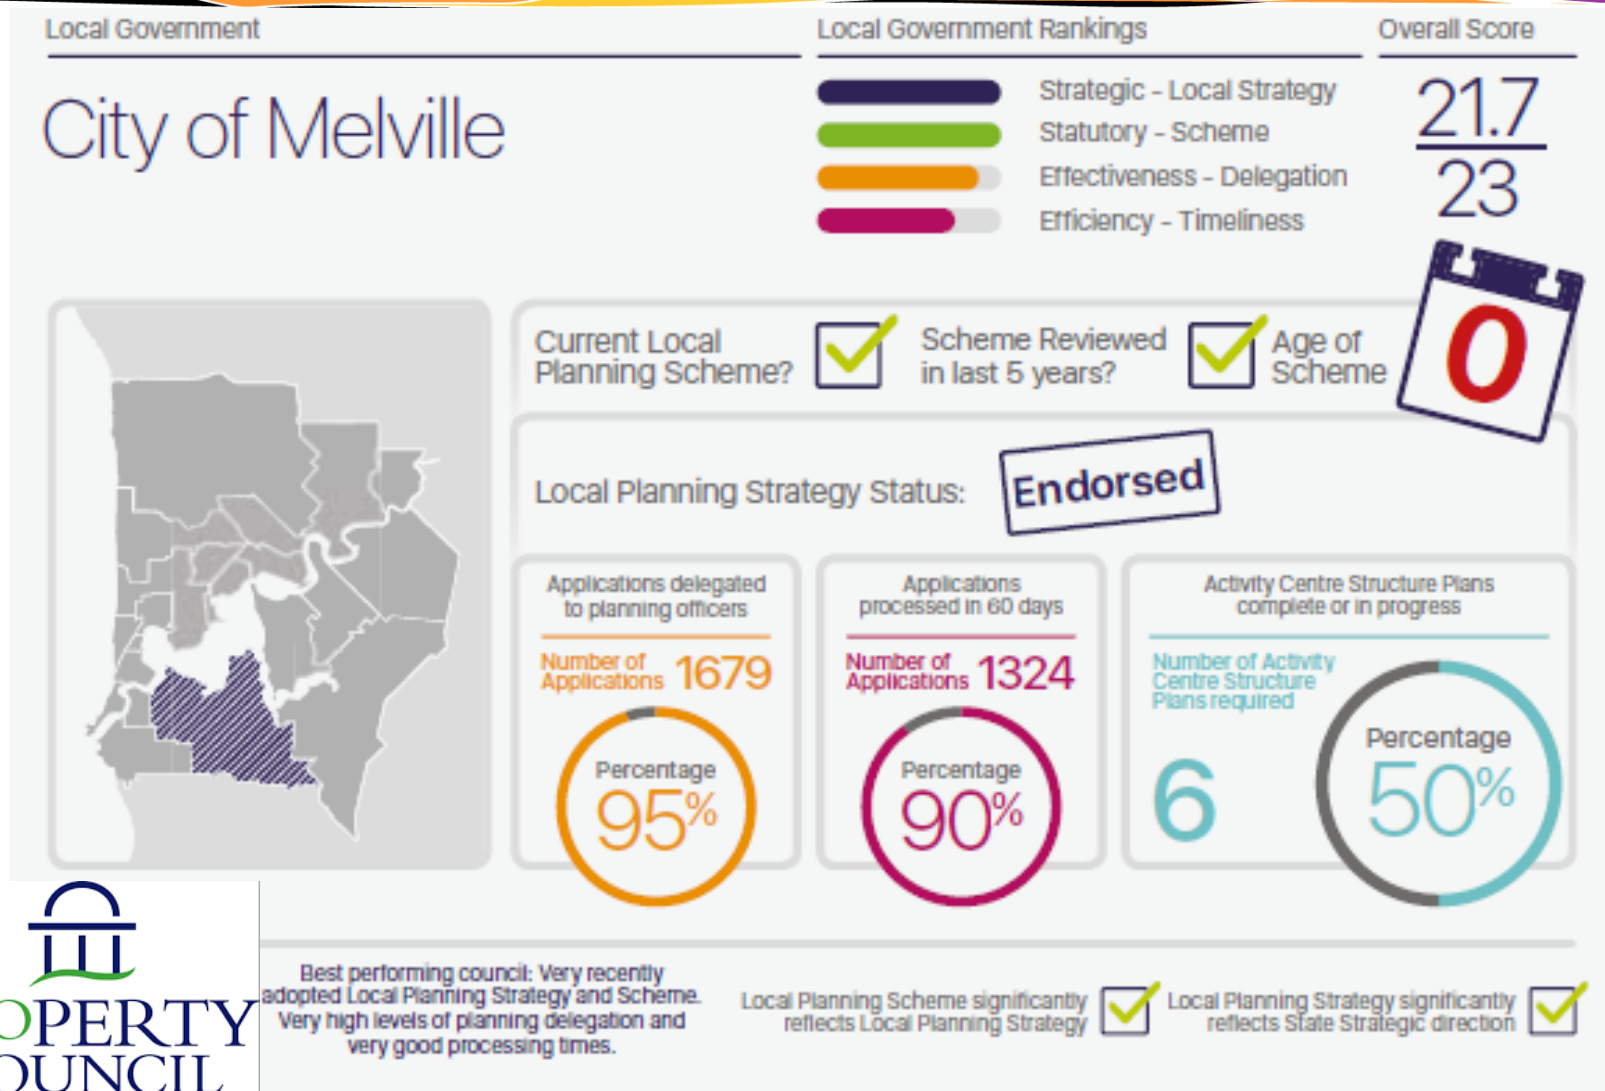 Local Government
Local Government Rankings
Overall Score
City of Melville
Strategic - Local Strategy
Statutory - Scheme
Effectiveness - Delegation
Efficiency - Timeliness
21.7
23
Current Local
Planning Scheme?
Scheme Reviewed
in last 5 years?
Age of
Scheme
0
Local Planning Strategy Status:
Endorsed
Applications delegated
to planning officers
Number of
Applications 1679
Percentage
95%
Applications
processed in 60 days
Number of
Applications 1324
Percentage
90%
Activity Centre Structure Plans
complete or in progress
Number of Activity
Centre Structure
Plans required
6
Percentage
50%
OPERTY
OUNCIL
Best performing council: Very recently
adopted Local Planning Strategy and Scheme.
Very high levels of planning delegation and
very good processing times.
Local Planning Scheme significantly
reflects Local Planning Strategy
Local Planning Strategy significantly
reflects State Strategic direction